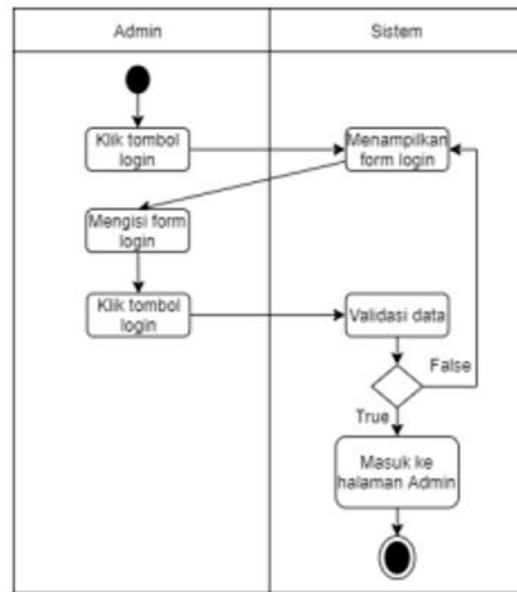 Admin
Sistem
Klik tombol
login
Menampilkan
form login
Mengisi form
login
Klik tombol
login
Validasi data
False
True
Masuk ke
halaman Admin